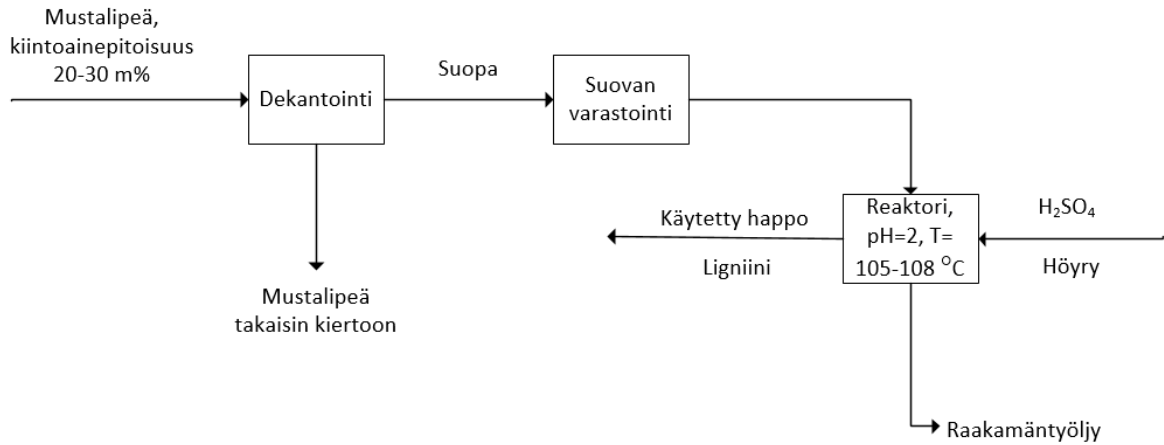 Mustalipeä,
kiintoainepitoisuus
20-30 m%
Dekantointi
Suopa
Suovan
varastointi
Mustalipeä
takaisin kiertoon
Käytetty happo
Ligniini
Reaktori,
pH=2, T=
105-108 °C
H₂SO₄
Höyry
Raakamäntyöljy